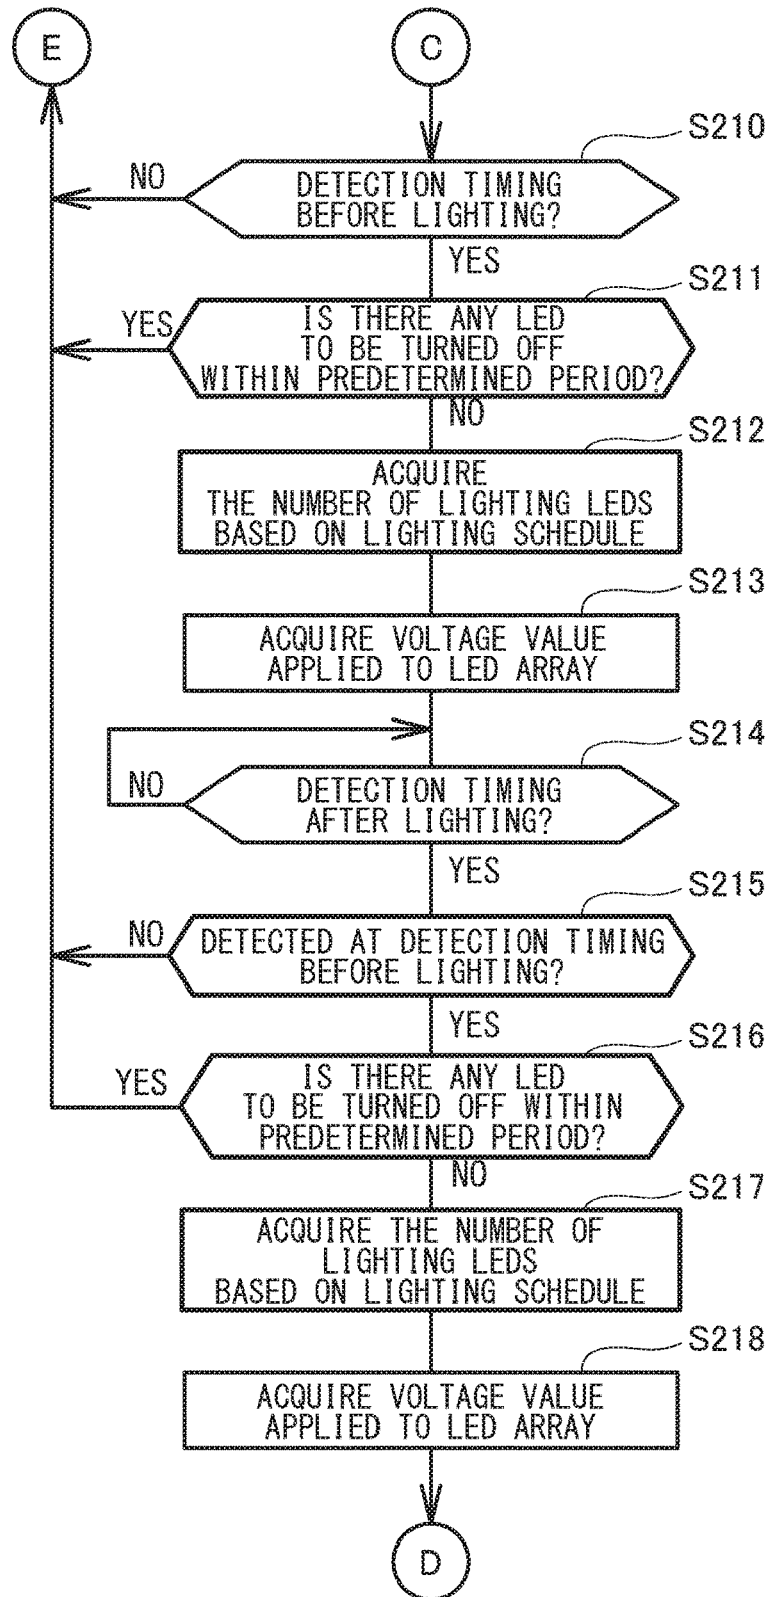 E
C
S210
NO
DETECTION TIMING
BEFORE LIGHTING?
YES
S211
YES
IS THERE ANY LED
TO BE TURNED OFF
WITHIN PREDETERMINED PERIOD?
NO
S212
ACQUIRE
THE NUMBER OF LIGHTING LEDS
BASED ON LIGHTING SCHEDULE
S213
ACQUIRE VOLTAGE VALUE
APPLIED TO LED ARRAY
S214
NO
DETECTION TIMING
AFTER LIGHTING?
YES
S215
NO
DETECTED AT DETECTION TIMING
BEFORE LIGHTING?
YES
S216
YES
IS THERE ANY LED
TO BE TURNED OFF WITHIN
PREDETERMINED PERIOD?
NO
S217
ACQUIRE THE NUMBER OF
LIGHTING LEDS
BASED ON LIGHTING SCHEDULE
S218
ACQUIRE VOLTAGE VALUE
APPLIED TO LED ARRAY
D